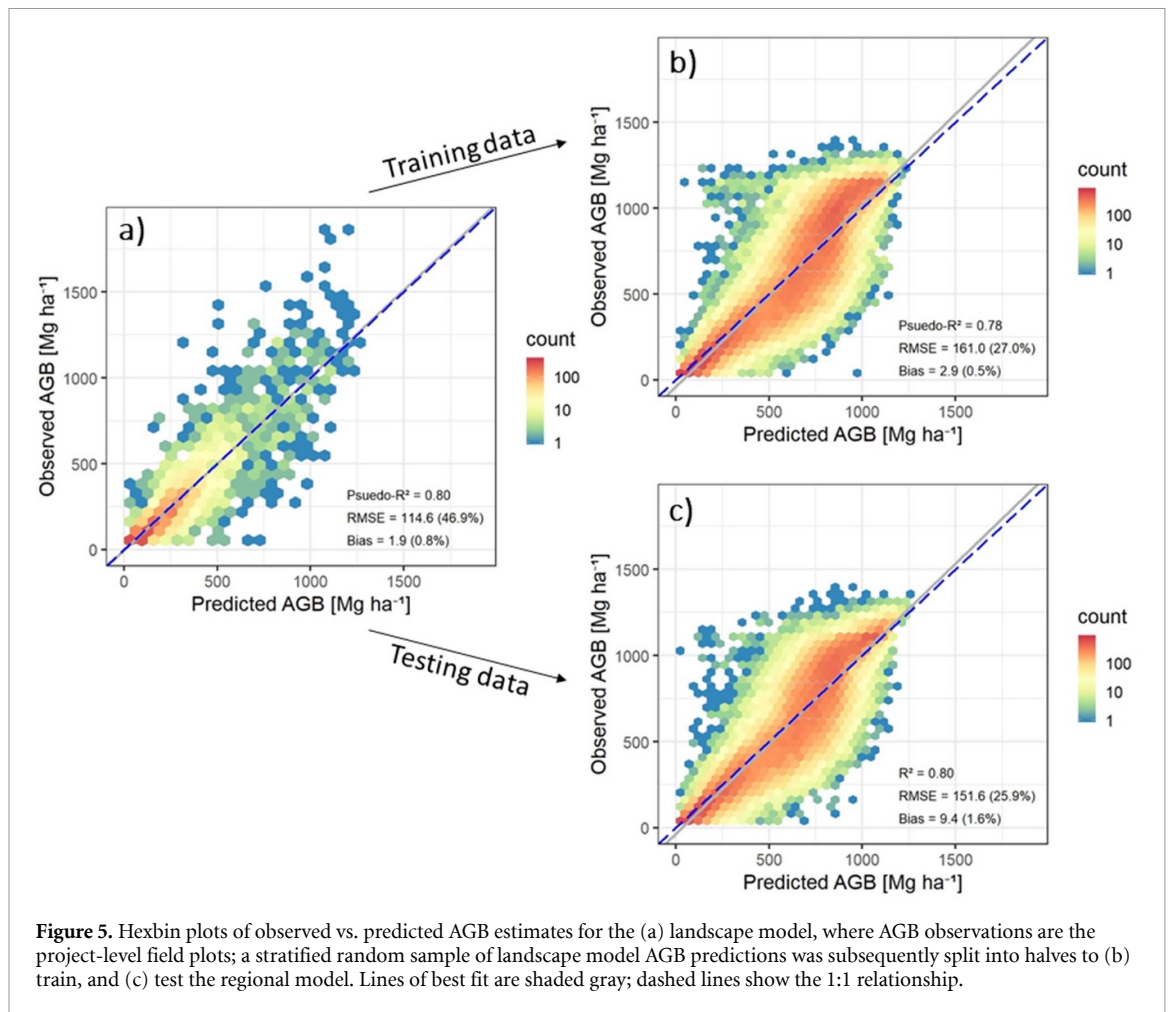 a)
Observed AGB [Mg ha⁻¹]
1500
1000
500
0
0 500 1000 1500
Predicted AGB [Mg ha⁻¹]
Psuedo-R² = 0.80
RMSE = 114.6 (46.9%)
Bias = 1.9 (0.8%)
count
100
10
1
Training data
b)
Observed AGB [Mg ha⁻¹]
1500
1000
500
0
0 500 1000 1500
Predicted AGB [Mg ha⁻¹]
Psuedo-R² = 0.78
RMSE = 161.0 (27.0%)
Bias = 2.9 (0.5%)
count
100
10
1
Testing data
c)
Observed AGB [Mg ha⁻¹]
1500
1000
500
0
0 500 1000 1500
Predicted AGB [Mg ha⁻¹]
R² = 0.80
RMSE = 151.6 (25.9%)
Bias = 9.4 (1.6%)
count
100
10
1
Figure 5. Hexbin plots of observed vs. predicted AGB estimates for the (a) landscape model, where AGB observations are the
project-level field plots; a stratified random sample of landscape model AGB predictions was subsequently split into halves to (b)
train, and (c) test the regional model. Lines of best fit are shaded gray; dashed lines show the 1:1 relationship.